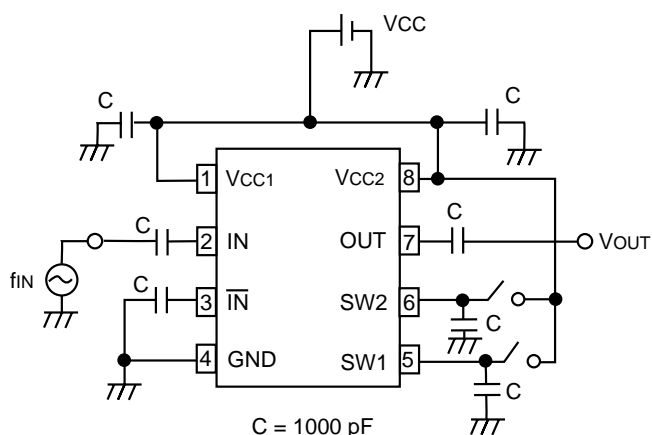 VCC
C
C
1 VCC1
VCC2 8
fIN
C
2 IN
OUT 7
C
VOUT
C
3 IN
SW2 6
C
4 GND
SW1 5
C
C = 1000 pF